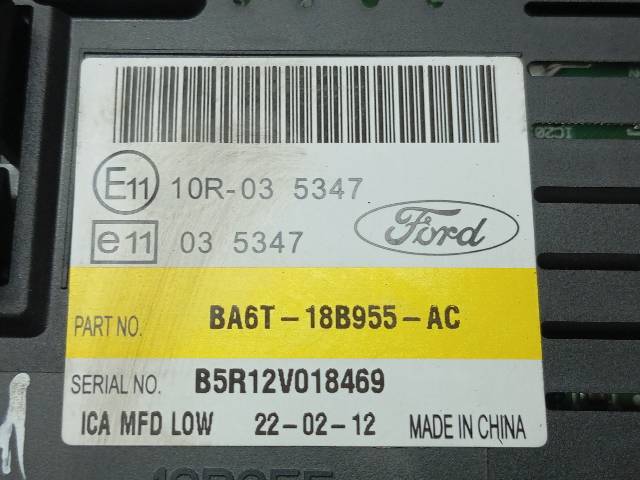 E11 10R-03 5347
e11 03 5347
Ford
PART NO. BA6T-18B955-AC
SERIAL NO. B5R12V018469
ICA MFD LOW 22-02-12 MADE IN CHINA
1C20